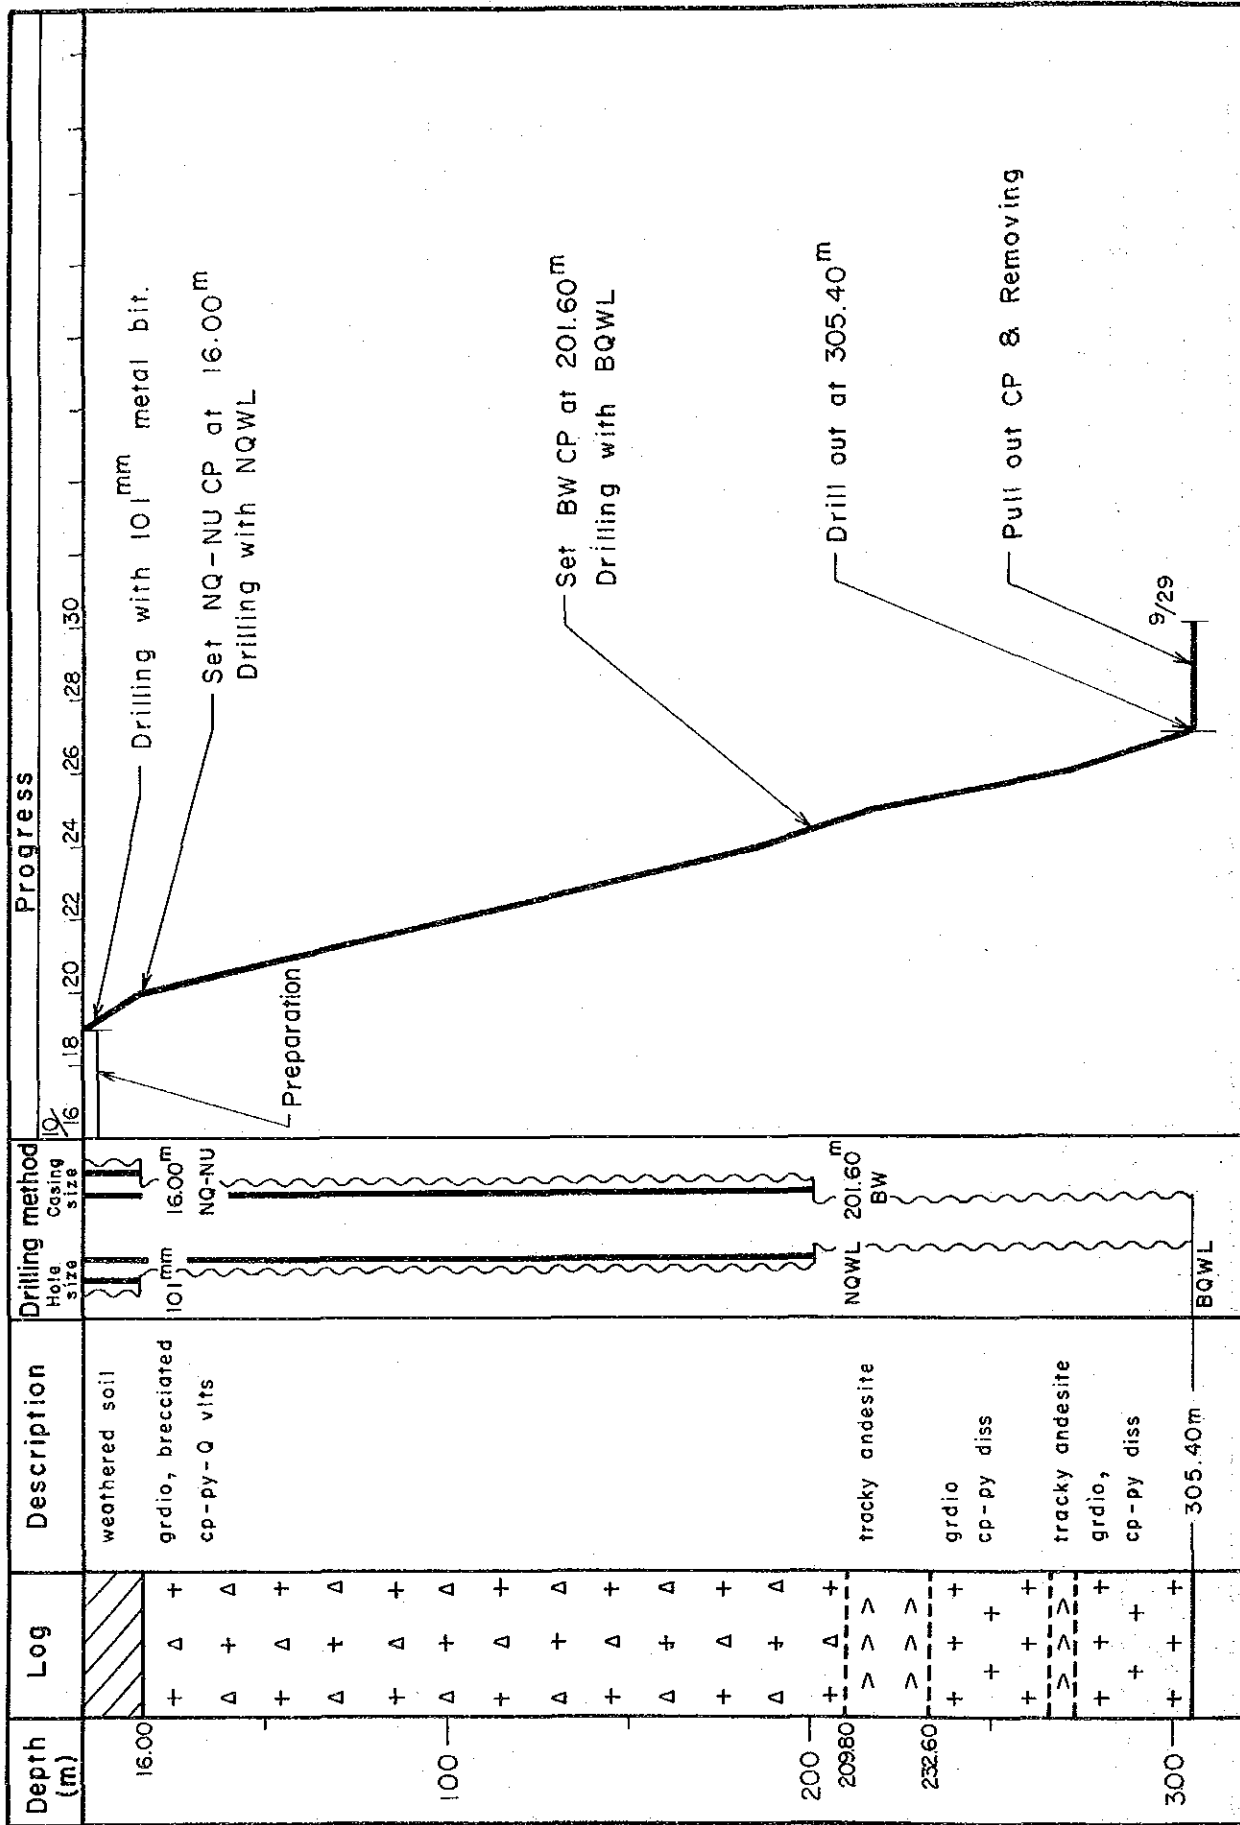 Depth
(m)
Log
Description
Drilling method
Hole
size
Casing
size
Progress
10/
16
18
20
22
24
26
28
30
16.00
100
200
209.80
232.60
300
weathered soil
grdio, brecciated
cp-py-Q vlts
tracky andesite
grdio
cp-py diss
tracky andesite
grdio,
cp-py diss
305.40m
101mm
16.00m
NQ-NU
NQWL
201.60m
BW
BQWL
Preparation
Drilling with 101mm metal bit.
Set NQ-NU CP at 16.00m
Drilling with NQWL
Set BW CP at 201.60m
Drilling with BQWL
Drill out at 305.40m
Pull out CP & Removing
9/29